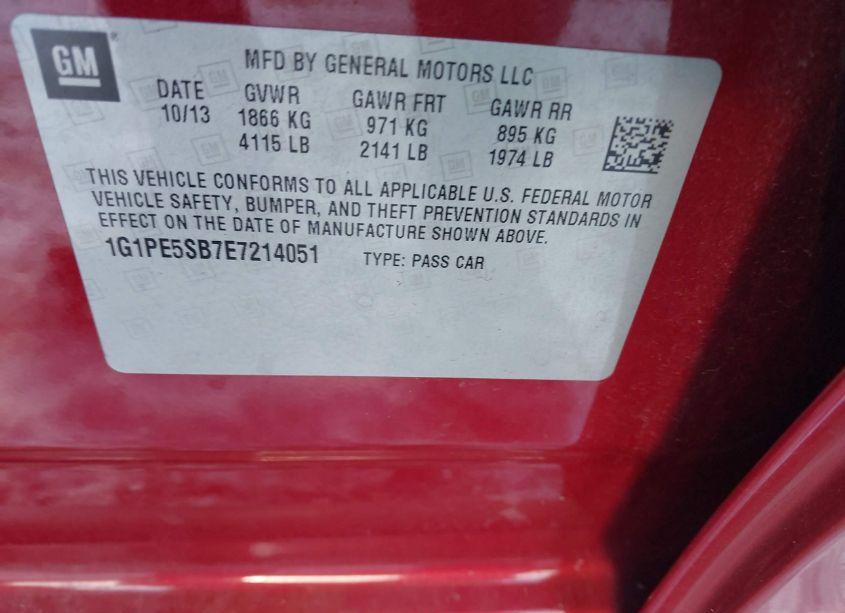 GM
MFD BY GENERAL MOTORS LLC
DATE GVWR GAWR FRT GAWR RR
10/13 1866 KG 971 KG 895 KG
4115 LB 2141 LB 1974 LB
THIS VEHICLE CONFORMS TO ALL APPLICABLE U.S. FEDERAL MOTOR
VEHICLE SAFETY, BUMPER, AND THEFT PREVENTION STANDARDS IN
EFFECT ON THE DATE OF MANUFACTURE SHOWN ABOVE.
1G1PE5SB7E7214051 TYPE: PASS CAR